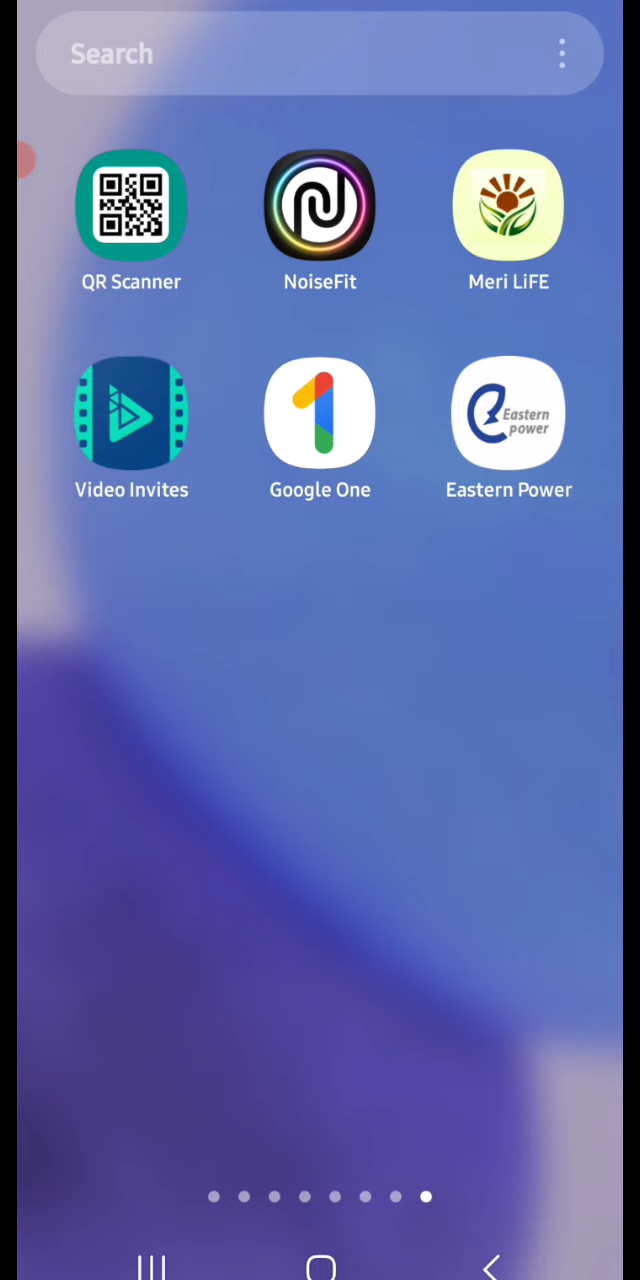 Search
QR Scanner
NoiseFit
Meri LiFE
Eastern
power
Video Invites
Google One
Eastern Power